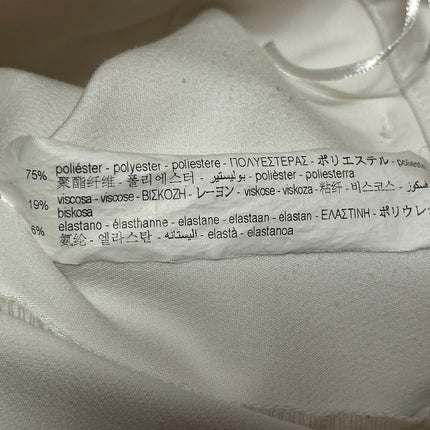 75% poliéster - polyester - poliestere - ΠΟΛΥΕΣΤΕΡΑΣ - ポリエステル - poliestè
聚酯纤维 - 폴리에스터 - بوليستير - polièster - poliesterra
19% viscosa - viscose - ΒΙΣΚΟΖΗ - レーヨン - viskose - viskoza - 粘纤 - 비스코스 -
biskosa
6% elastano - élasthanne - elastane - elastaan - elastan - ΕΛΑΣΤΙΝΗ - ポリウレ
氨纶 - 엘라스탄 - اليستانه - elastà - elastanoa